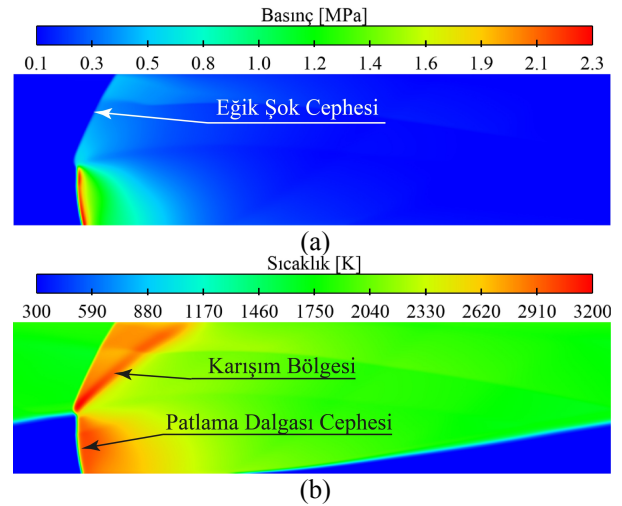 Basınç [MPa]
0.1 0.3 0.5 0.8 1.0 1.2 1.4 1.6 1.9 2.1 2.3
Eğik Şok Cephesi
(a)
Sıcaklık [K]
300 590 880 1170 1460 1750 2040 2330 2620 2910 3200
Karışım Bölgesi
Patlama Dalgası Cephesi
(b)